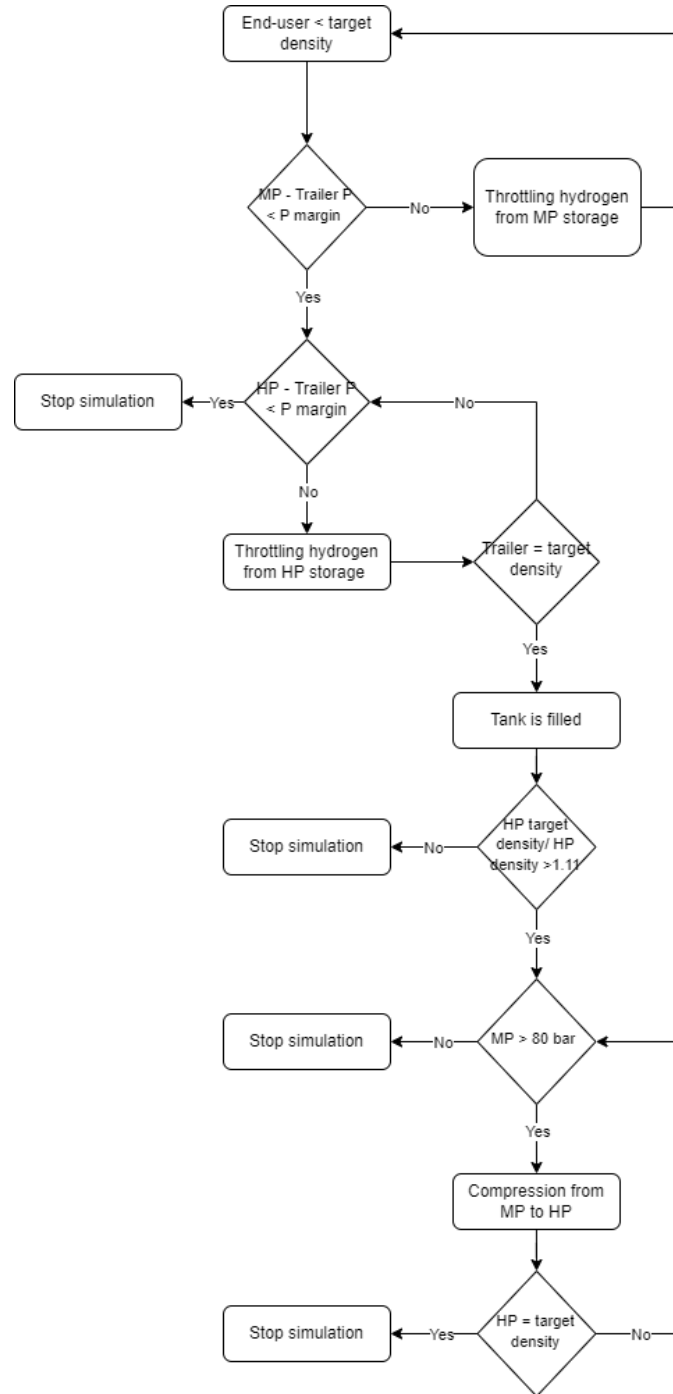 End-user < target
density
MP - Trailer P
< P margin
No
Throttling hydrogen
from MP storage
Yes
Stop simulation
Yes
HP - Trailer P
< P margin
No
No
Throttling hydrogen
from HP storage
Trailer = target
density
Yes
Tank is filled
Stop simulation
No
HP target
density/ HP
density >1.11
Yes
Stop simulation
No
MP > 80 bar
Yes
Compression from
MP to HP
Stop simulation
Yes
HP = target
density
No